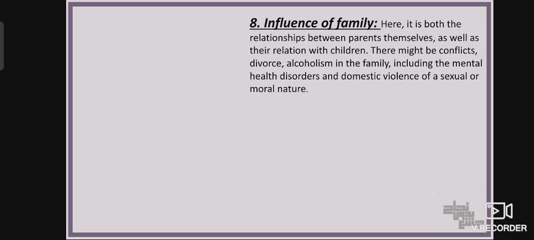 8. Influence of family: Here, it is both the
relationships between parents themselves, as well as
their relation with children. There might be conflicts,
divorce, alcoholism in the family, including the mental
health disorders and domestic violence of a sexual or
moral nature.
RECORDER